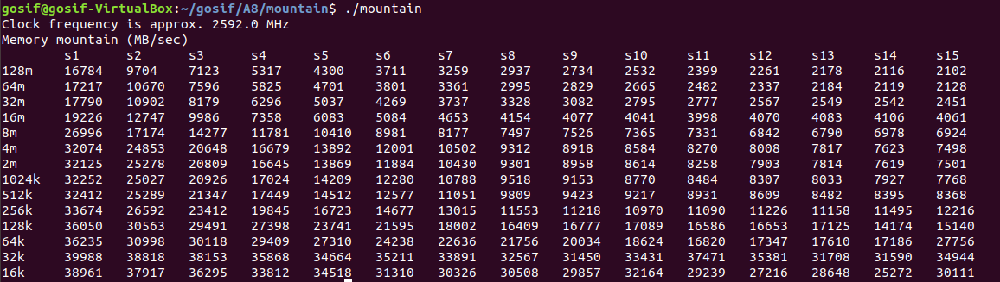 gosif@gosif-VirtualBox:~/gosif/A8/mountain$ ./mountain
Clock frequency is approx. 2592.0 MHz
Memory mountain (MB/sec)
s1 s2 s3 s4 s5 s6 s7 s8 s9 s10 s11 s12 s13 s14 s15
128m 16784 9704 7123 5317 4300 3711 3259 2937 2734 2532 2399 2261 2178 2116 2102
64m 17217 10670 7596 5825 4701 3801 3361 2995 2829 2665 2482 2337 2184 2119 2128
32m 17790 10902 8179 6296 5037 4269 3737 3328 3082 2795 2777 2567 2549 2542 2451
16m 19226 12747 9986 7358 6083 5084 4653 4154 4077 4041 3998 4070 4083 4106 4061
8m 26996 17174 14277 11781 10410 8981 8177 7497 7526 7365 7331 6842 6790 6978 6924
4m 32074 24853 20648 16679 13892 12001 10502 9312 8918 8584 8270 8008 7817 7623 7498
2m 32125 25278 20809 16645 13869 11884 10430 9301 8958 8614 8258 7903 7814 7619 7501
1024k 32252 25027 20926 17024 14209 12280 10788 9518 9153 8770 8484 8307 8033 7927 7768
512k 32412 25289 21347 17449 14512 12577 11051 9809 9423 9217 8931 8609 8482 8395 8368
256k 33674 26592 23412 19845 16723 14677 13015 11553 11218 10970 11090 11226 11158 11495 12216
128k 36050 30563 29491 27398 23741 21595 18002 16409 16777 17089 16586 16653 17125 14174 15140
64k 36235 30998 30118 29409 27310 24238 22636 21756 20034 18624 16820 17347 17610 17186 27756
32k 39988 38818 38153 35868 34664 35211 33891 32567 31450 33431 37471 35381 31708 31590 34944
16k 38961 37917 36295 33812 34518 31310 30326 30508 29857 32164 29239 27216 28648 25272 30111